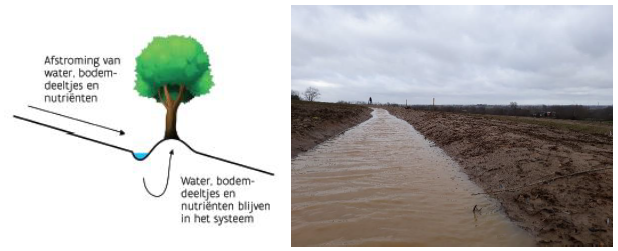 Afstroming van
water, bodem-
deeltjes en
nutriënten
Water, bodem-
deeltjes en
nutriënten blijven
in het systeem